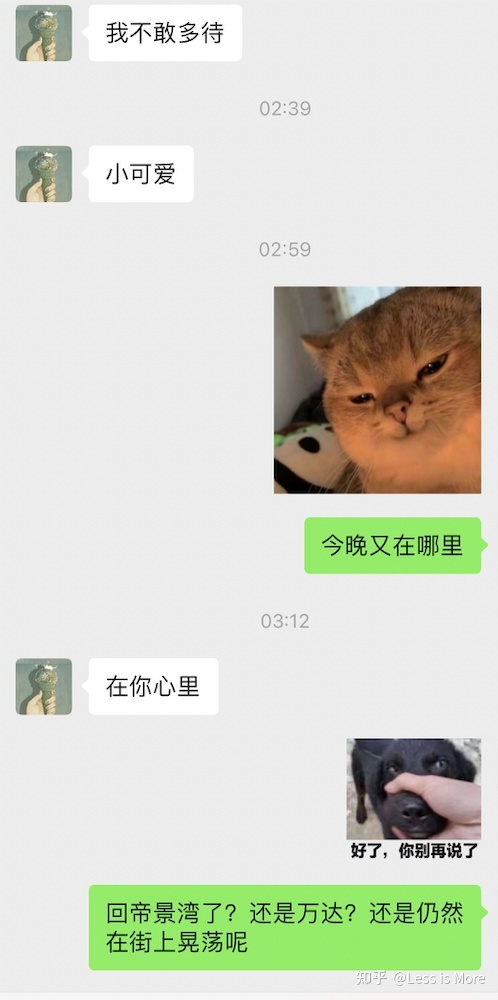 我不敢多待
02:39
小可爱
02:59
今晚又在哪里
03:12
在你心里
好了，你别再说了
回帝景湾了？还是万达？还是仍然
在街上晃荡呢
知乎 @Less is More